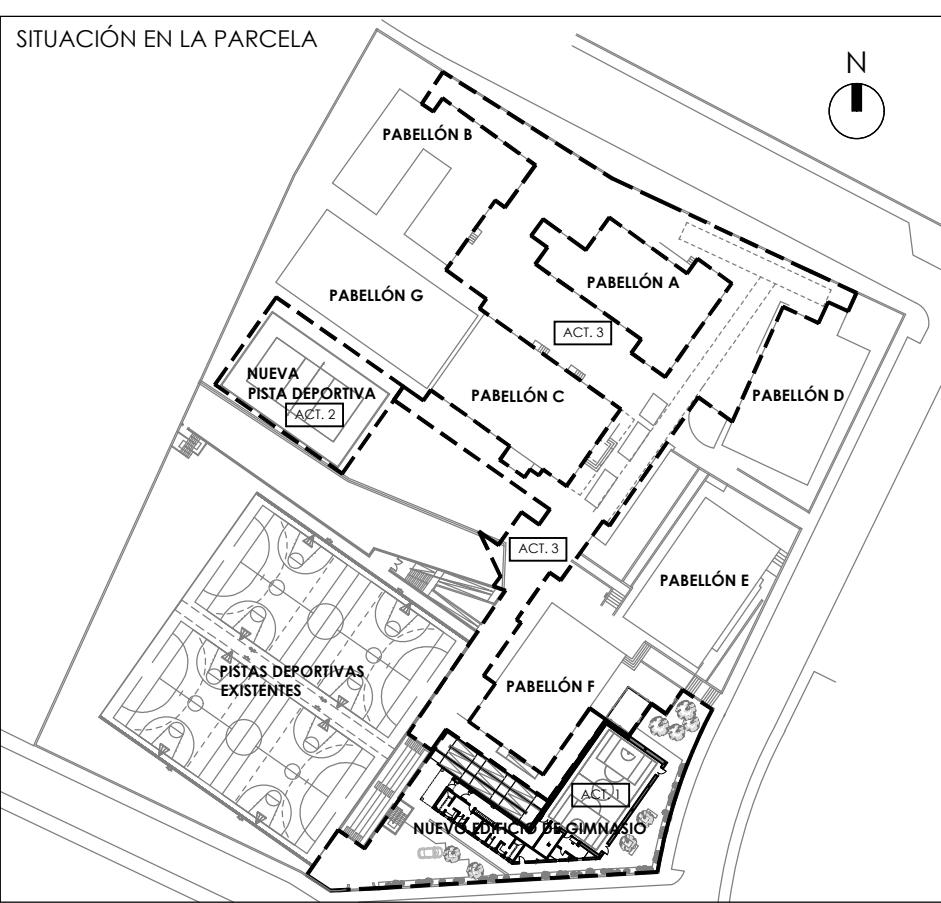 SITUACIÓN EN LA PARCELA
N
PABELLÓN B
PABELLÓN A
PABELLÓN G
ACT. 3
NUEVA
PISTA DEPORTIVA
ACT. 2
PABELLÓN C
PABELLÓN D
ACT. 3
PABELLÓN E
PISTAS DEPORTIVAS
EXISTENTES
PABELLÓN F
ACT. 1
NUEVO EDIFICIO DE GIMNASIO